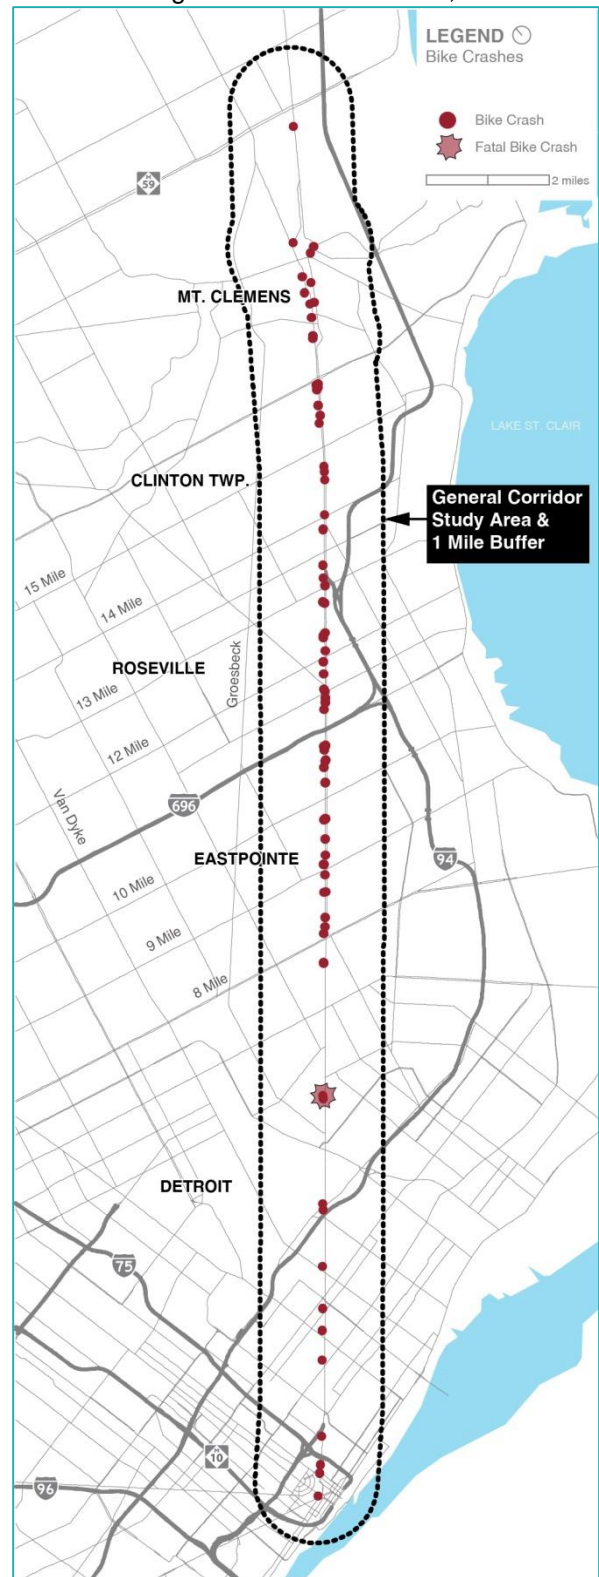 LEGEND
Bike Crashes
Bike Crash
Fatal Bike Crash
2 miles
M
59
MT. CLEMENS
LAKE ST. CLAIR
CLINTON TWP.
General Corridor
Study Area &
1 Mile Buffer
15 Mile
14 Mile
ROSEVILLE
Groesbeck
13 Mile
12 Mile
696
Van Dyke
EASTPOINTE
94
10 Mile
9 Mile
8 Mile
DETROIT
75
M
10
96